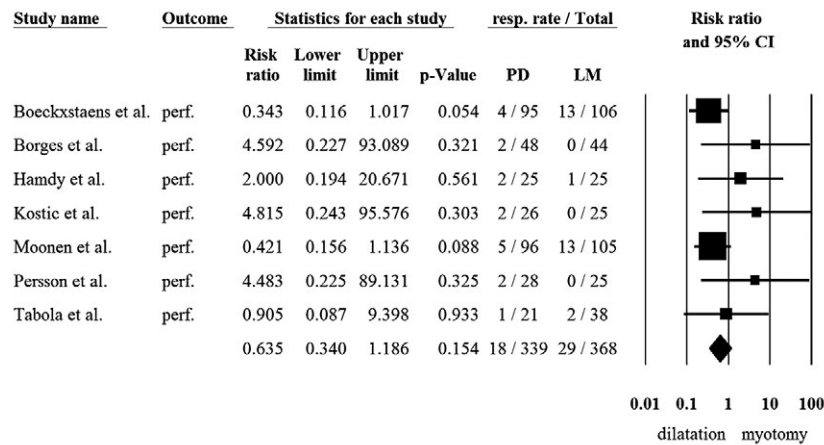 Study name Outcome Statistics for each study resp. rate / Total Risk ratio
and 95% CI
Risk ratio Lower limit Upper limit p-Value PD LM
Boeckxstaens et al. perf. 0.343 0.116 1.017 0.054 4 / 95 13 / 106
Borges et al. perf. 4.592 0.227 93.089 0.321 2 / 48 0 / 44
Hamdy et al. perf. 2.000 0.194 20.671 0.561 2 / 25 1 / 25
Kostic et al. perf. 4.815 0.243 95.576 0.303 2 / 26 0 / 25
Moonen et al. perf. 0.421 0.156 1.136 0.088 5 / 96 13 / 105
Persson et al. perf. 4.483 0.225 89.131 0.325 2 / 28 0 / 25
Tabola et al. perf. 0.905 0.087 9.398 0.933 1 / 21 2 / 38
0.635 0.340 1.186 0.154 18 / 339 29 / 368
0.01 0.1 1 10 100
dilatation myotomy